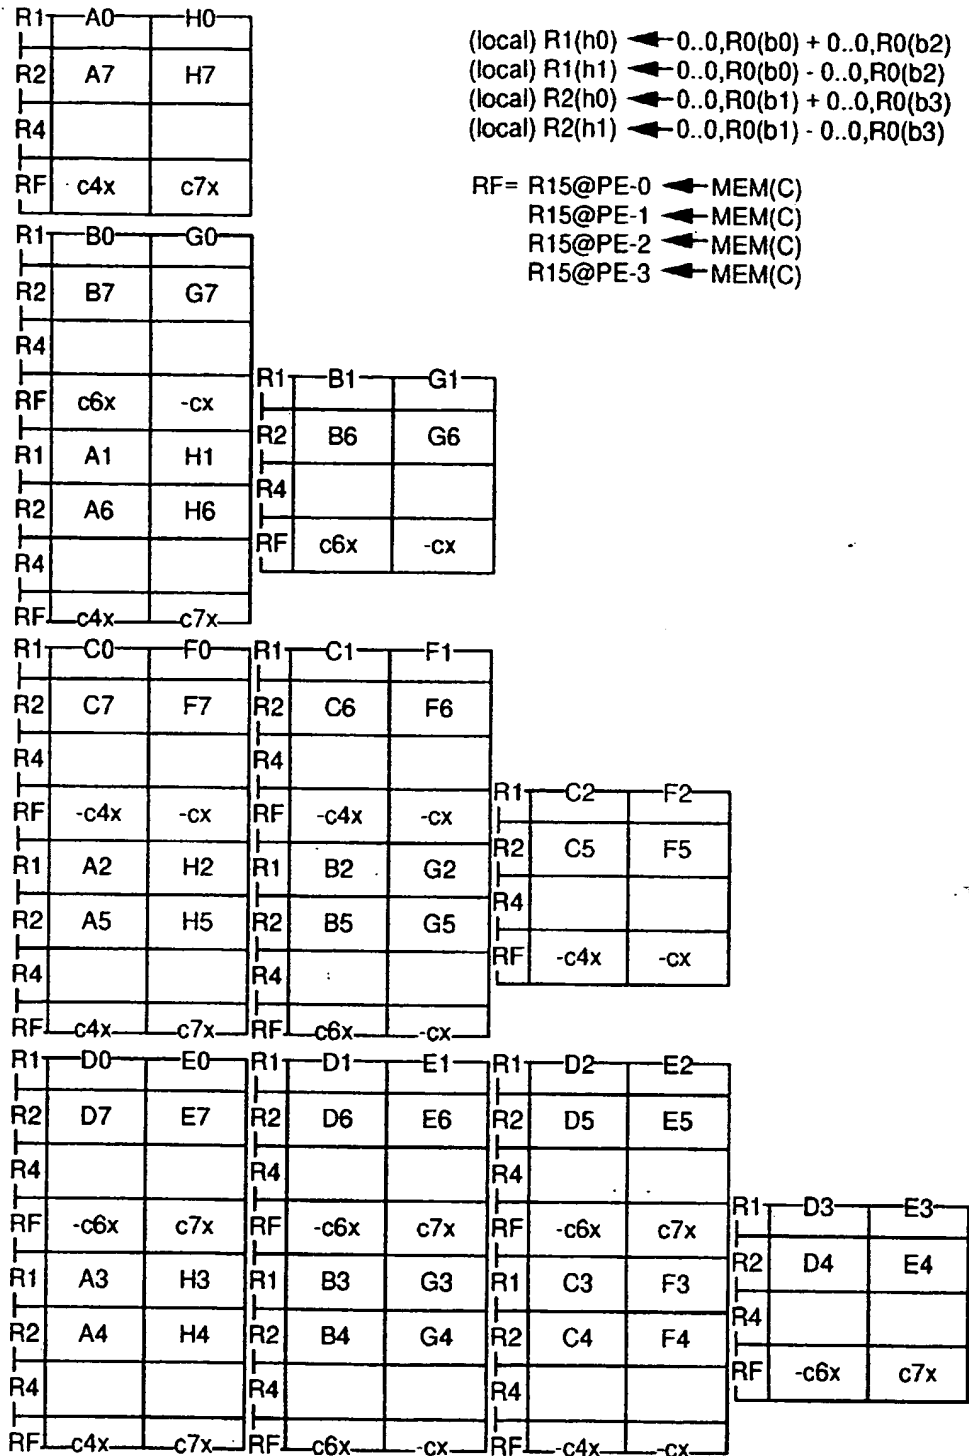 R1 A0 H0
R2 A7 H7
R4
RF c4x c7x
(local) R1(h0) ← 0..0,R0(b0) + 0..0,R0(b2)
(local) R1(h1) ← 0..0,R0(b0) - 0..0,R0(b2)
(local) R2(h0) ← 0..0,R0(b1) + 0..0,R0(b3)
(local) R2(h1) ← 0..0,R0(b1) - 0..0,R0(b3)
RF= R15@PE-0 ← MEM(C)
R15@PE-1 ← MEM(C)
R15@PE-2 ← MEM(C)
R15@PE-3 ← MEM(C)
R1 B0 G0
R2 B7 G7
R4
RF c6x -cx
R1 A1 H1
R2 A6 H6
R4
RF c4x c7x
R1 B1 G1
R2 B6 G6
R4
RF c6x -cx
R1 C0 F0
R2 C7 F7
R4
RF -c4x -cx
R1 A2 H2
R2 A5 H5
R4
RF c4x c7x
R1 C1 F1
R2 C6 F6
R4
RF -c4x -cx
R1 B2 G2
R2 B5 G5
R4
RF c6x -cx
R1 C2 F2
R2 C5 F5
R4
RF -c4x -cx
R1 D0 E0
R2 D7 E7
R4
RF -c6x c7x
R1 A3 H3
R2 A4 H4
R4
RF c4x c7x
R1 D1 E1
R2 D6 E6
R4
RF -c6x c7x
R1 B3 G3
R2 B4 G4
R4
RF c6x -cx
R1 D2 E2
R2 D5 E5
R4
RF -c6x c7x
R1 C3 F3
R2 C4 F4
R4
RF -c4x -cx
R1 D3 E3
R2 D4 E4
R4
RF -c6x c7x